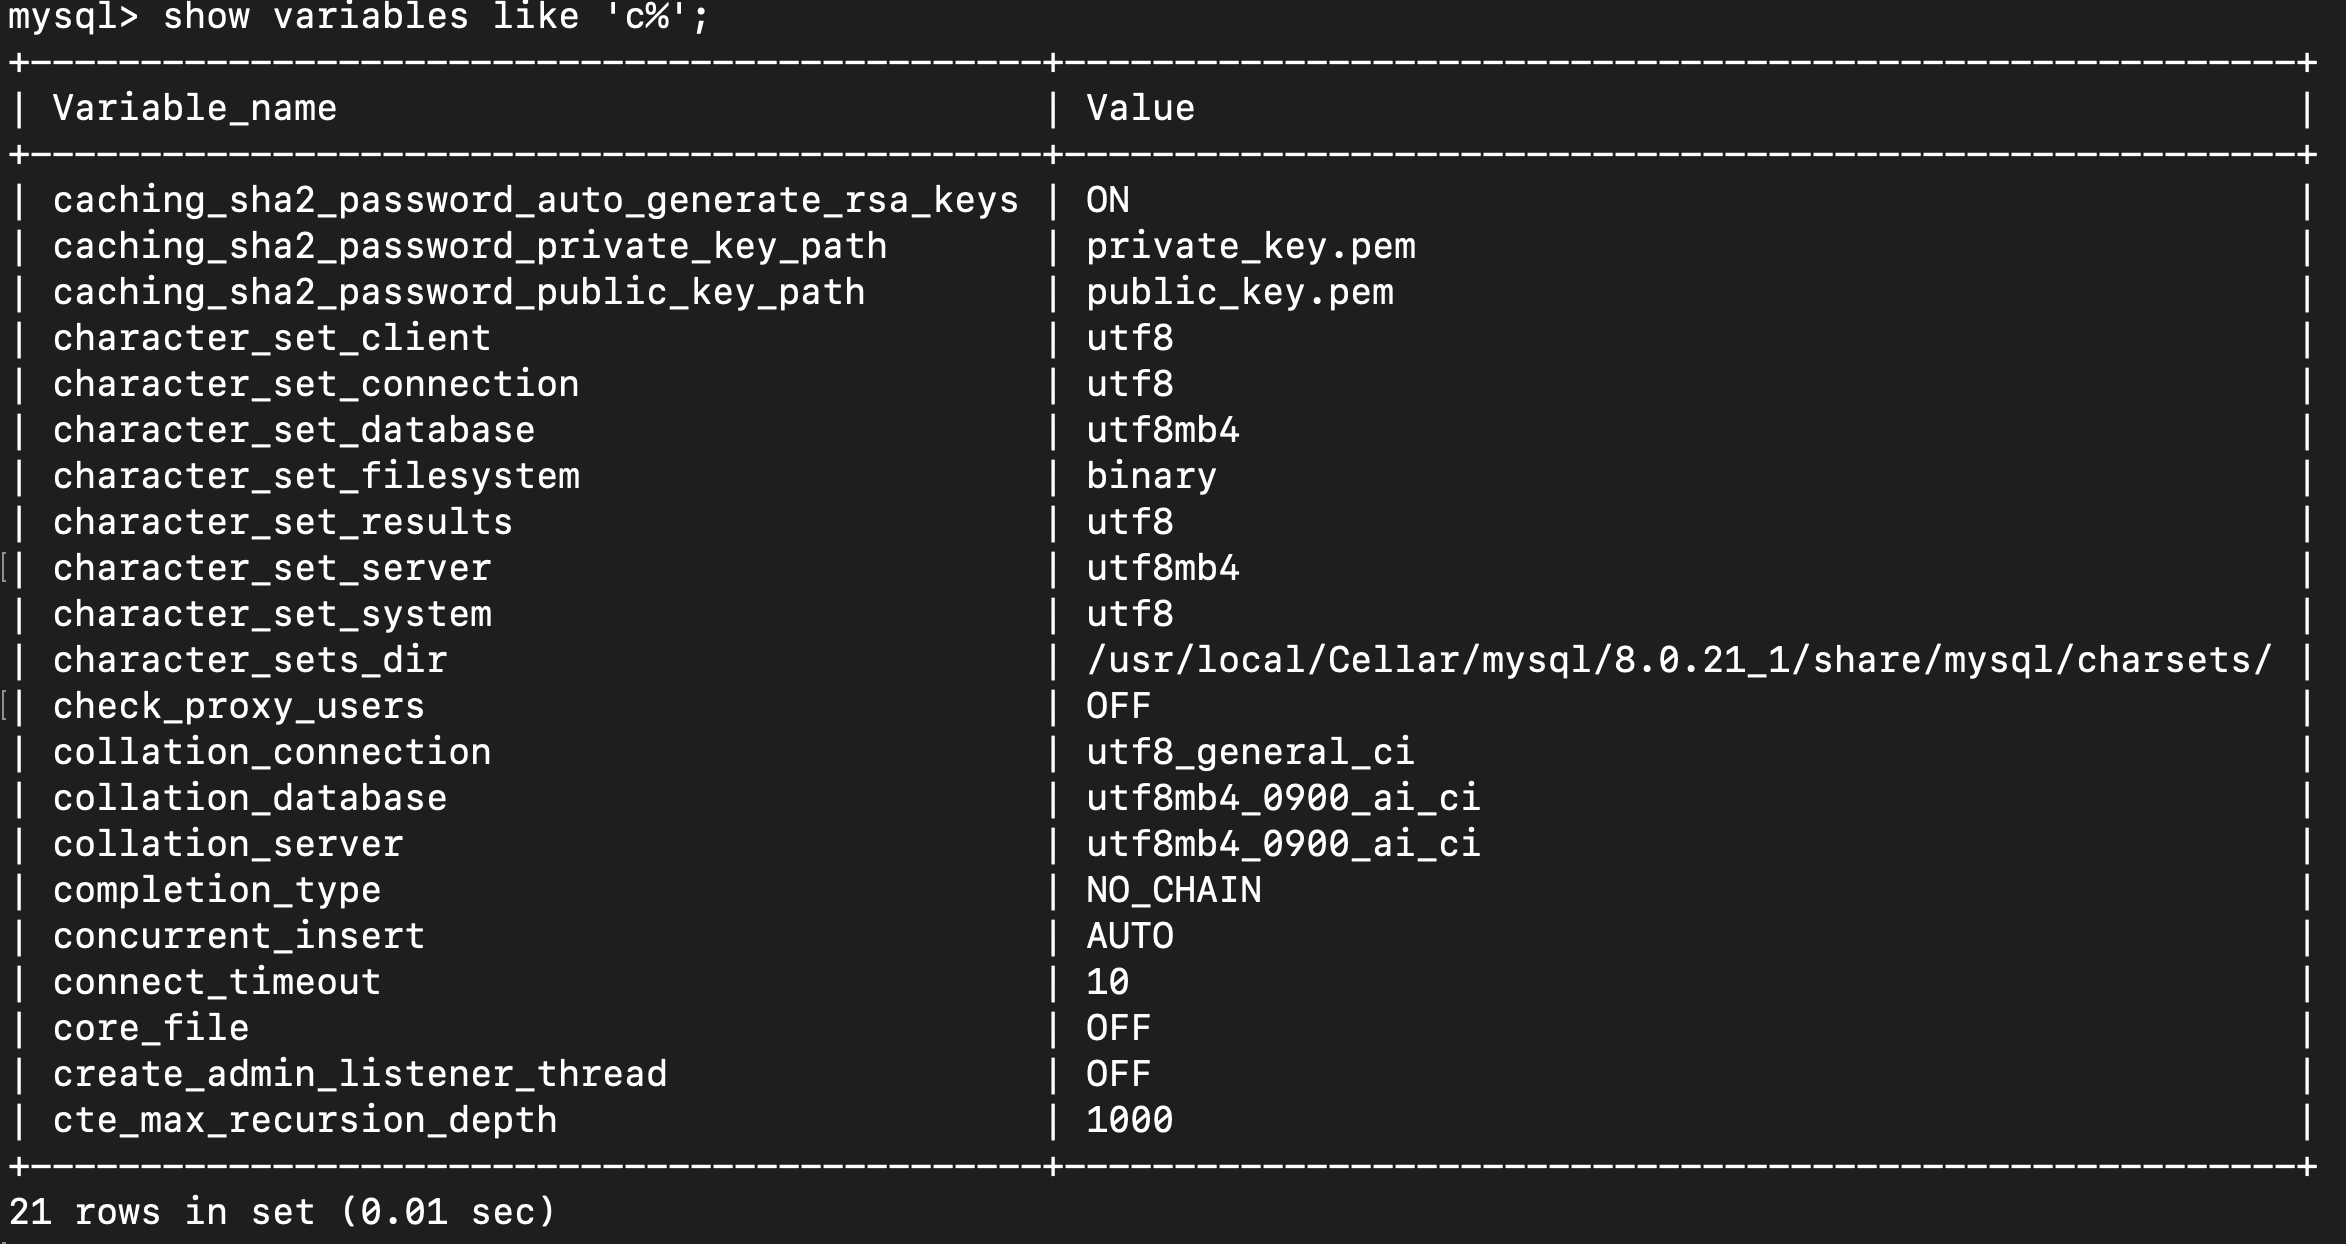 mysql> show variables like 'c%';
+----------------------------------------------+--------------------------------------------------------+
| Variable_name | Value |
+----------------------------------------------+--------------------------------------------------------+
| caching_sha2_password_auto_generate_rsa_keys | ON |
| caching_sha2_password_private_key_path | private_key.pem |
| caching_sha2_password_public_key_path | public_key.pem |
| character_set_client | utf8 |
| character_set_connection | utf8 |
| character_set_database | utf8mb4 |
| character_set_filesystem | binary |
| character_set_results | utf8 |
| character_set_server | utf8mb4 |
| character_set_system | utf8 |
| character_sets_dir | /usr/local/Cellar/mysql/8.0.21_1/share/mysql/charsets/ |
| check_proxy_users | OFF |
| collation_connection | utf8_general_ci |
| collation_database | utf8mb4_0900_ai_ci |
| collation_server | utf8mb4_0900_ai_ci |
| completion_type | NO_CHAIN |
| concurrent_insert | AUTO |
| connect_timeout | 10 |
| core_file | OFF |
| create_admin_listener_thread | OFF |
| cte_max_recursion_depth | 1000 |
+----------------------------------------------+--------------------------------------------------------+
21 rows in set (0.01 sec)